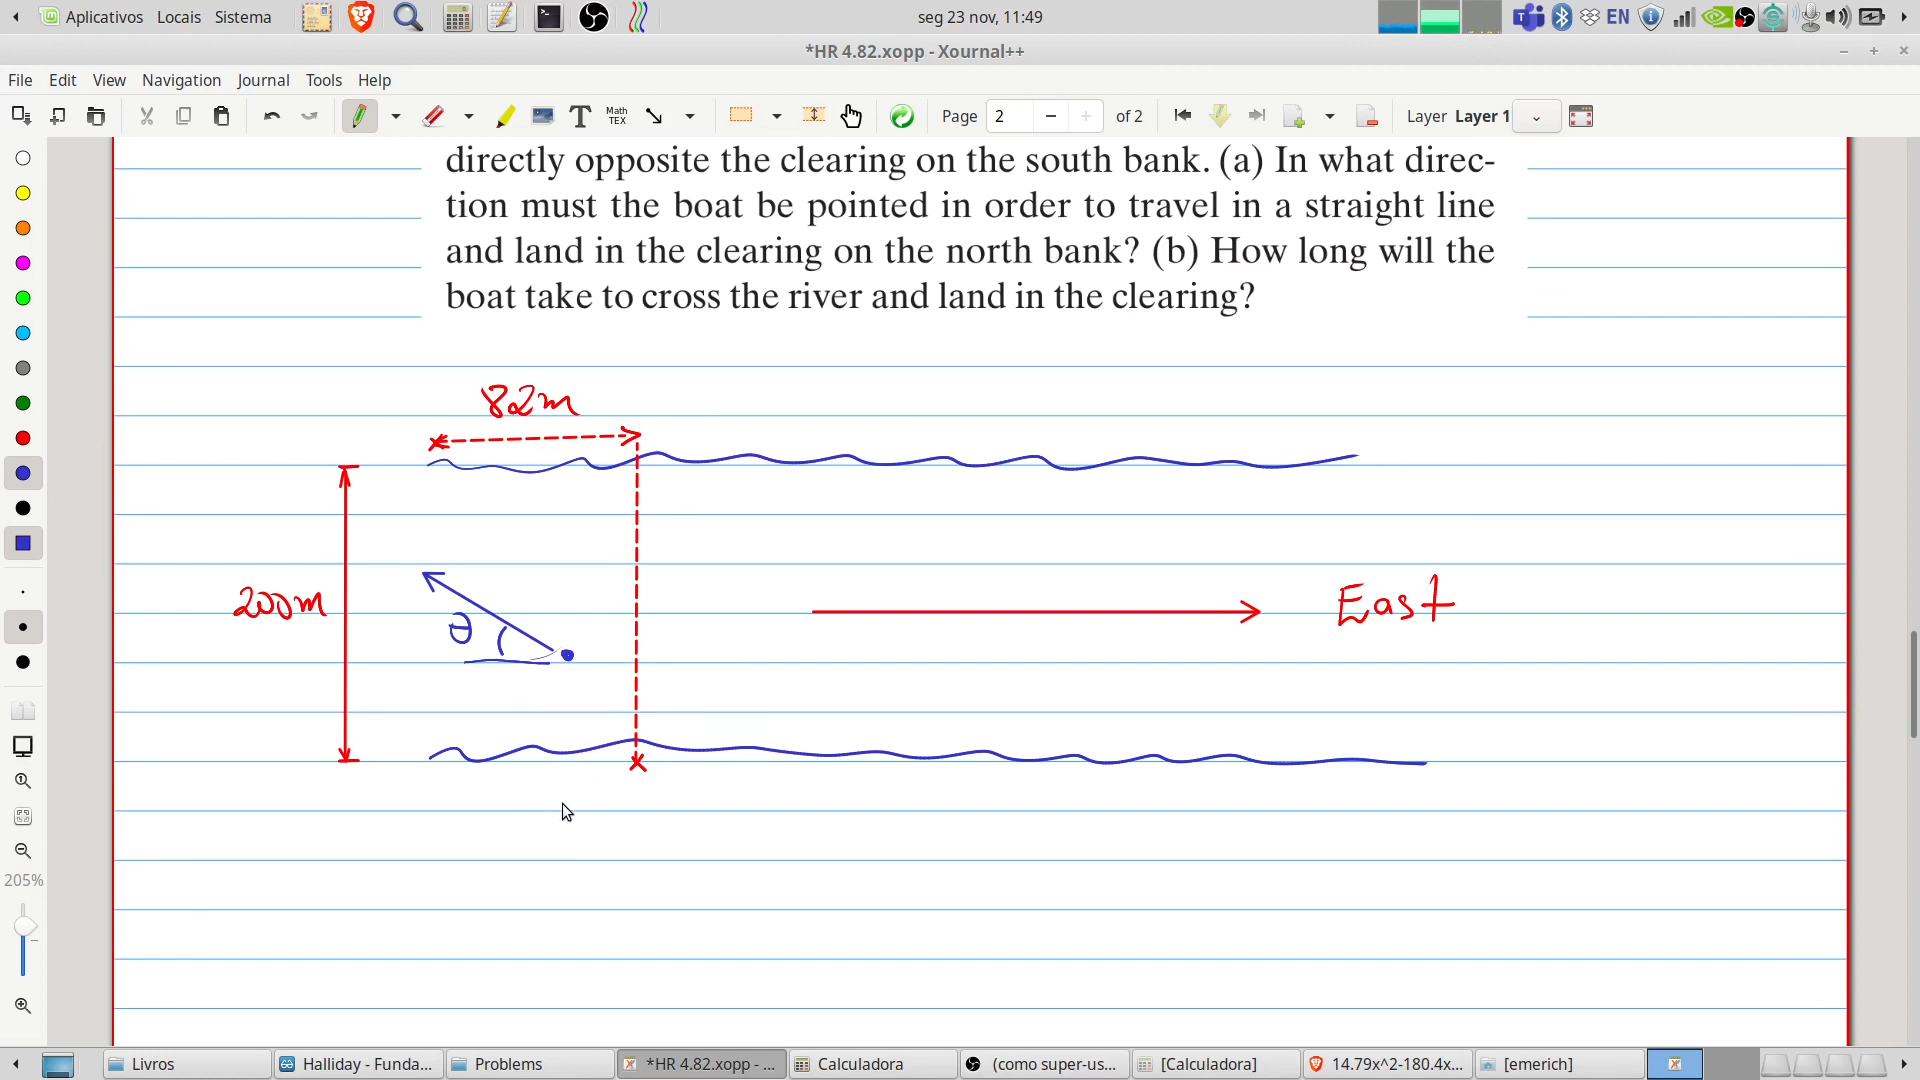 Aplicativos Locais Sistema seg 23 nov, 11:49 EN
*HR 4.82.xopp - Xournal++
File Edit View Navigation Journal Tools Help
Math TEX Page 2 of 2 Layer Layer 1
directly opposite the clearing on the south bank. (a) In what direc-
tion must the boat be pointed in order to travel in a straight line
and land in the clearing on the north bank? (b) How long will the
boat take to cross the river and land in the clearing?
82m
200m
θ
East
205%
Livros Halliday - Funda... Problems *HR 4.82.xopp - ... Calculadora (como super-us... [Calculadora] 14.79x^2-180.4x... [emerich]